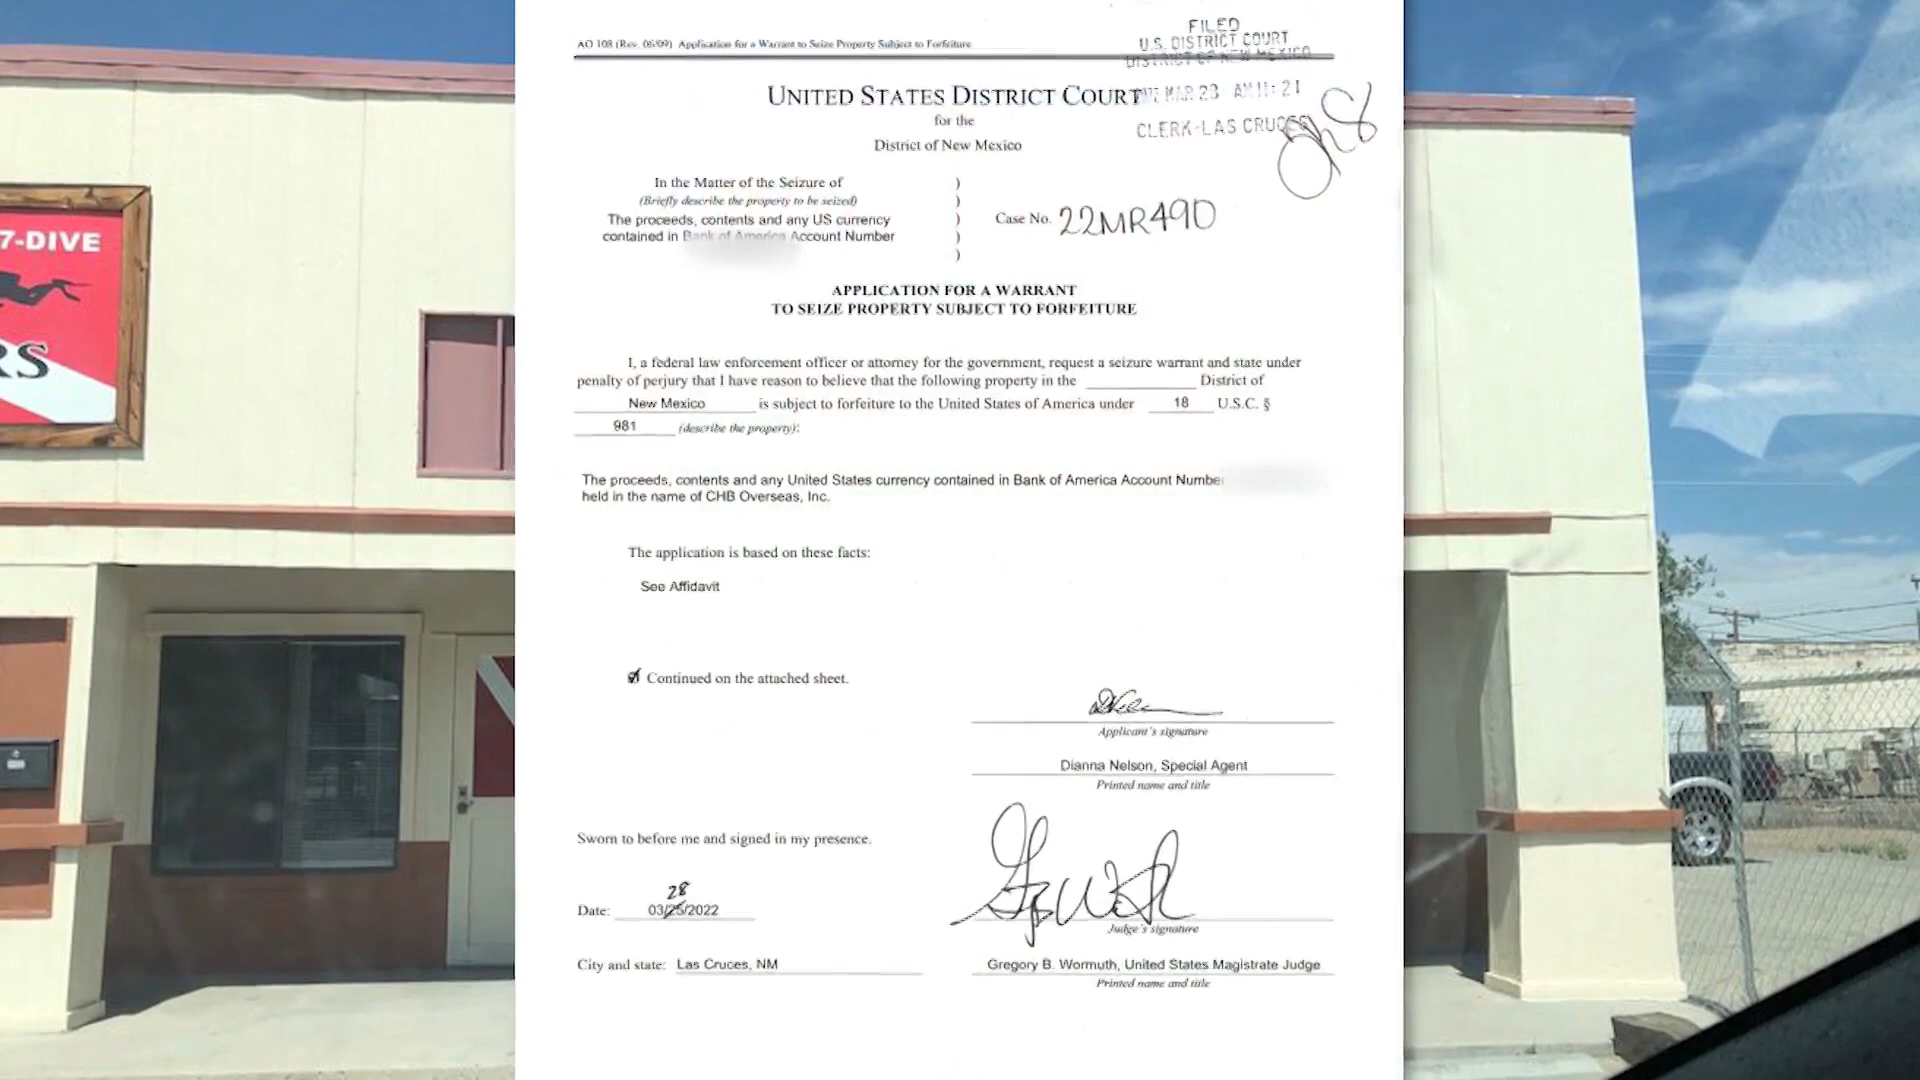 7-DIVE
RS
AO 108 (Rev. 06/09) Application for a Warrant to Seize Property Subject to Forfeiture
FILED
U.S. DISTRICT COURT
DISTRICT OF NEW MEXICO
UNITED STATES DISTRICT COURT
MAR 28 AM 11: 21
for the
CLERK-LAS CRUCES
District of New Mexico
In the Matter of the Seizure of )
(Briefly describe the property to be seized) )
The proceeds, contents and any US currency ) Case No. 22MR490
contained in Bank of America Account Number )
)
APPLICATION FOR A WARRANT
TO SEIZE PROPERTY SUBJECT TO FORFEITURE
I, a federal law enforcement officer or attorney for the government, request a seizure warrant and state under
penalty of perjury that I have reason to believe that the following property in the District of
New Mexico is subject to forfeiture to the United States of America under 18 U.S.C. §
981 (describe the property):
The proceeds, contents and any United States currency contained in Bank of America Account Number
held in the name of CHB Overseas, Inc.
The application is based on these facts:
See Affidavit
Continued on the attached sheet.
Applicant's signature
Dianna Nelson, Special Agent
Printed name and title
Sworn to before me and signed in my presence.
28
Date: 03/25/2022
Judge's signature
City and state: Las Cruces, NM
Gregory B. Wormuth, United States Magistrate Judge
Printed name and title